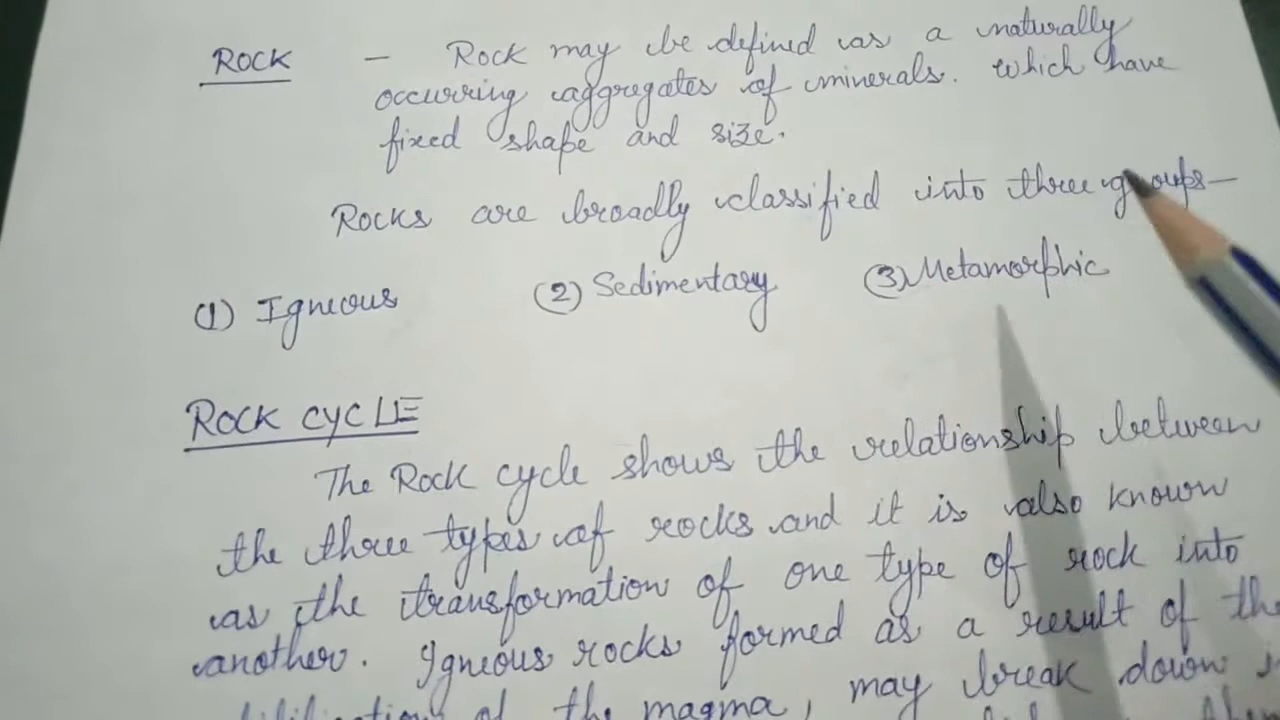 ROCK — Rock may be defined as a naturally
occurring aggregates of minerals. Which have
fixed shape and size.
Rocks are broadly classified into three groups—
(1) Igneous (2) Sedimentary (3) Metamorphic
ROCK CYCLE
The Rock cycle shows the relationship between
the three types of rocks and it is also known
as the transformation of one type of rock into
another. Igneous rocks formed as a result of the
of the magma, may break down